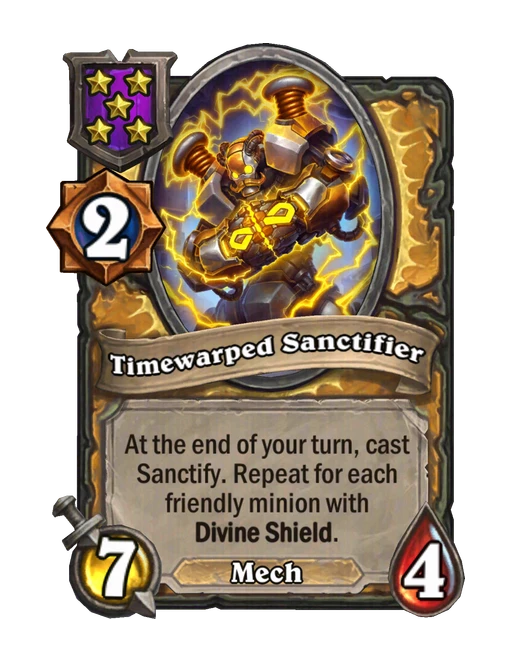 2
Timewarped Sanctifier
At the end of your turn, cast
Sanctify. Repeat for each
friendly minion with
Divine Shield.
7
Mech
4